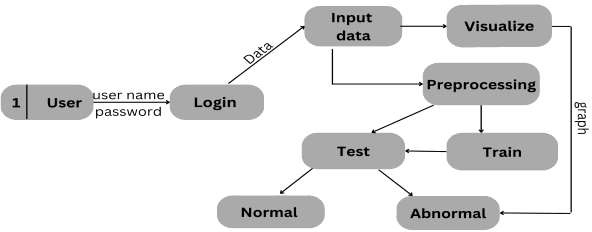 1 User
user name
password
Login
Data
Input
data
Visualize
Preprocessing
graph
Test
Train
Normal
Abnormal